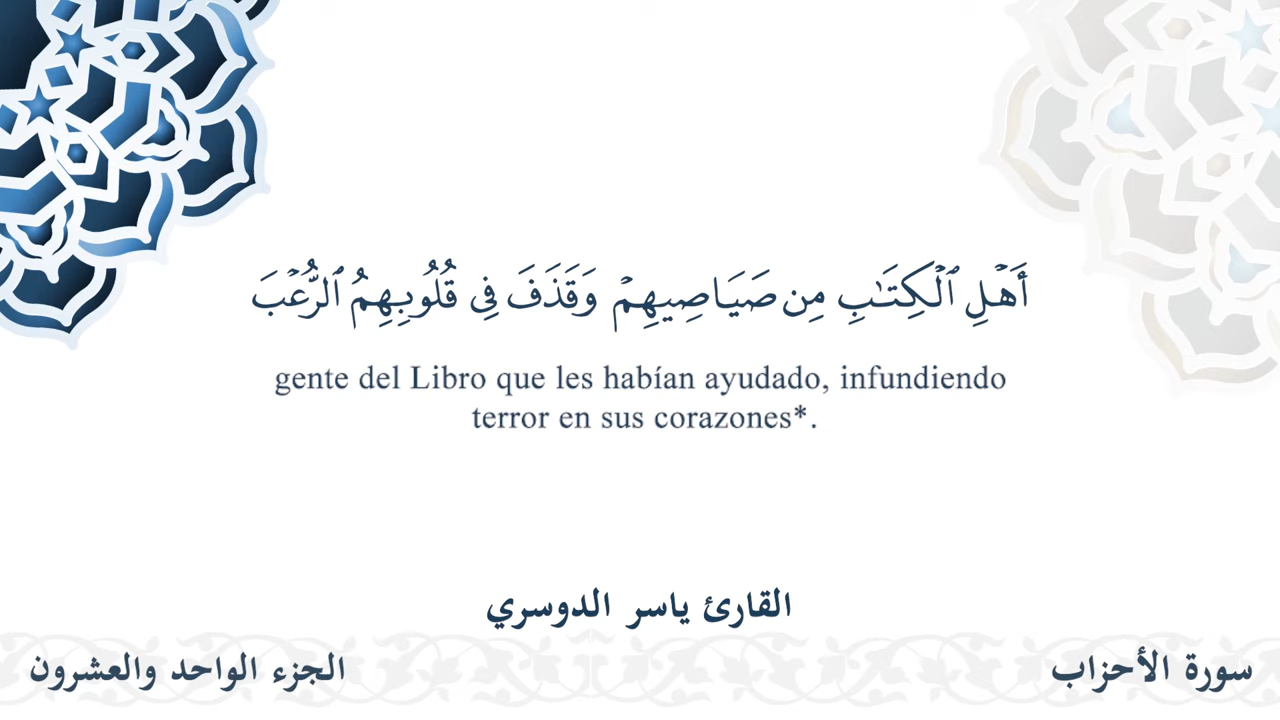 أَهۡلِ ٱلۡكِتَٰبِ مِن صَيَاصِيهِمۡ وَقَذَفَ فِي قُلُوبِهِمُ ٱلرُّعۡبَ
gente del Libro que les habían ayudado, infundiendo
terror en sus corazones*.
القارئ ياسر الدوسري
سورة الأحزاب
الجزء الواحد والعشرون